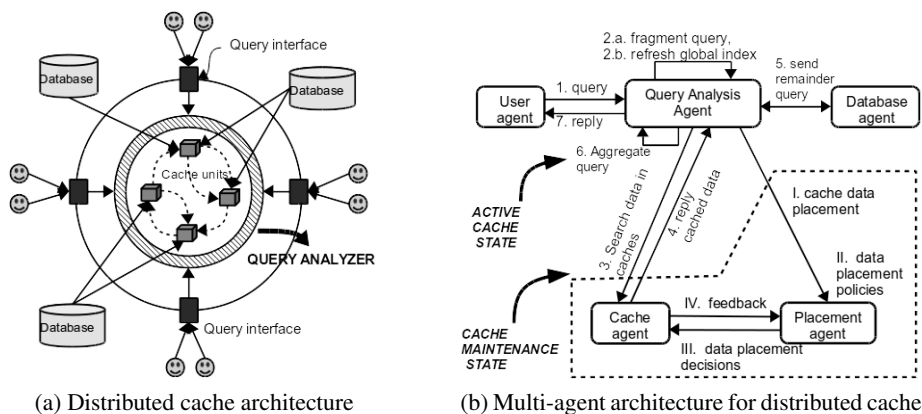 Query interface
Database
Database
Cache units
QUERY ANALYZER
Database
Query interface
(a) Distributed cache architecture
2.a. fragment query,
2.b. refresh global index
1. query
User
agent
7. reply
Query Analysis
Agent
5. send
remainder
query
Database
agent
6. Aggregate
query
ACTIVE
CACHE
STATE
3. Search data in
caches
4. reply
cached data
I. cache data
placement
II. data
placement
policies
CACHE
MAINTENANCE
STATE
Cache
agent
IV. feedback
Placement
agent
III. data placement
decisions
(b) Multi-agent architecture for distributed cache